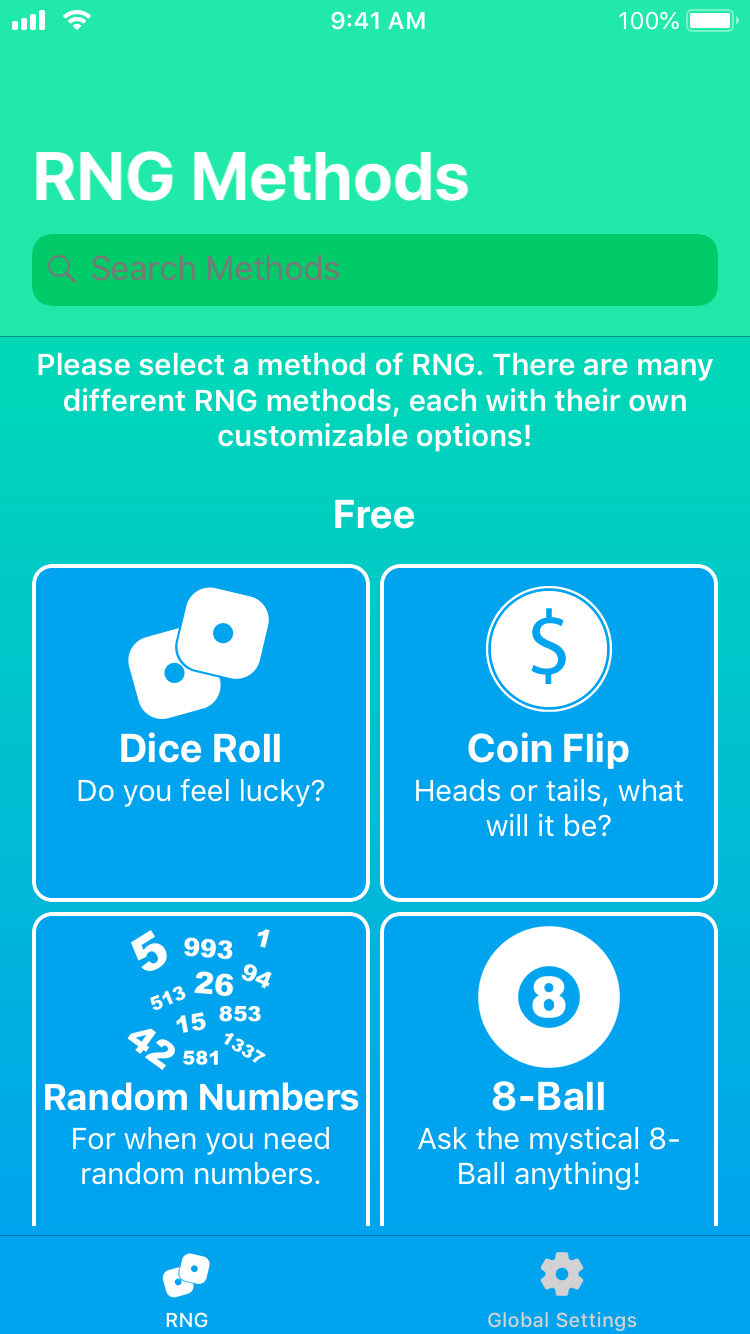 9:41 AM
100%
RNG Methods
Search Methods
Please select a method of RNG. There are many
different RNG methods, each with their own
customizable options!
Free
Dice Roll
Do you feel lucky?
$
Coin Flip
Heads or tails, what
will it be?
5 993 1
513 26 94
15 853
42 581 1337
Random Numbers
For when you need
random numbers.
8
8-Ball
Ask the mystical 8-
Ball anything!
RNG
Global Settings